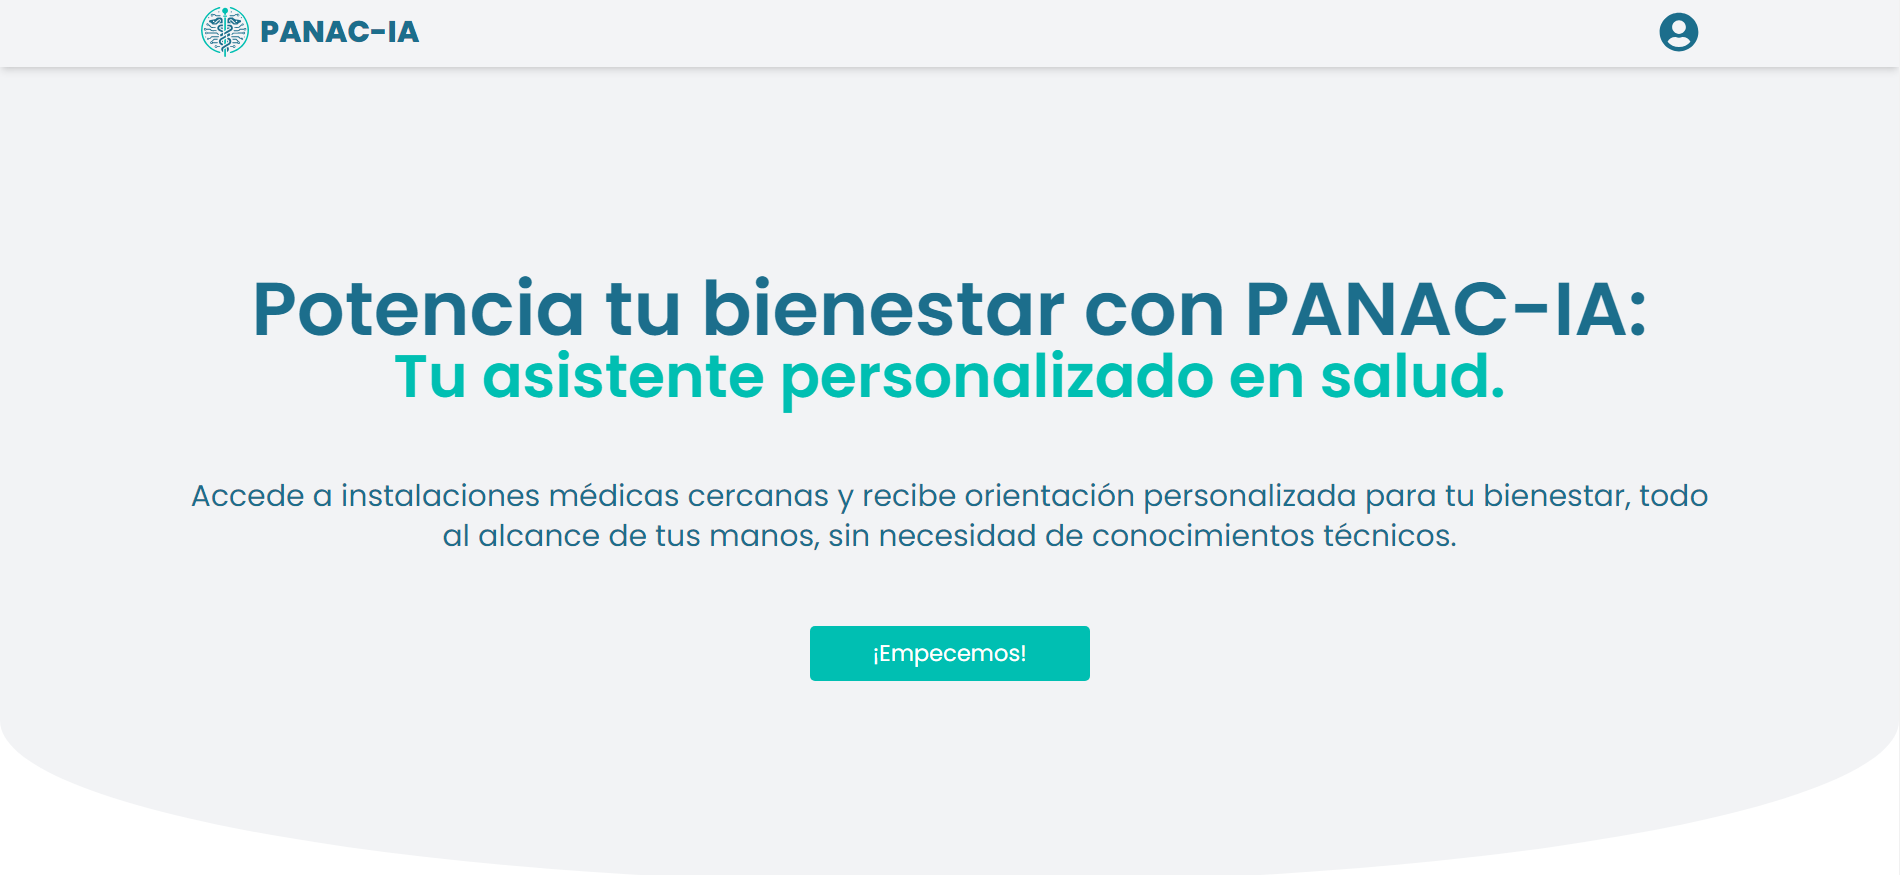 PANAC-IA
Potencia tu bienestar con PANAC-IA:
Tu asistente personalizado en salud.
Accede a instalaciones médicas cercanas y recibe orientación personalizada para tu bienestar, todo
al alcance de tus manos, sin necesidad de conocimientos técnicos.
¡Empecemos!